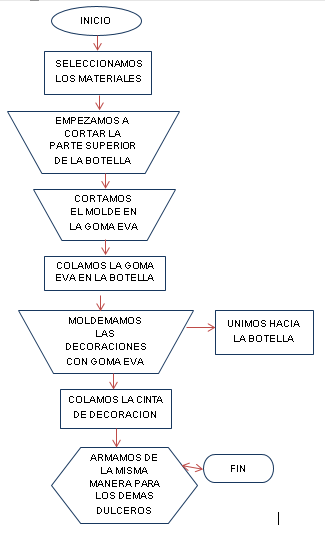 INICIO
SELECCIONAMOS
LOS MATERIALES
EMPEZAMOS A
CORTAR LA
PARTE SUPERIOR
DE LA BOTELLA
CORTAMOS
EL MOLDE EN
LA GOMA EVA
COLAMOS LA GOMA
EVA EN LA BOTELLA
MOLDEMAMOS
LAS
DECORACIONES
CON GOMA EVA
UNIMOS HACIA
LA BOTELLA
COLAMOS LA CINTA
DE DECORACION
ARMAMOS DE
LA MISMA
MANERA PARA
LOS DEMAS
DULCEROS
FIN